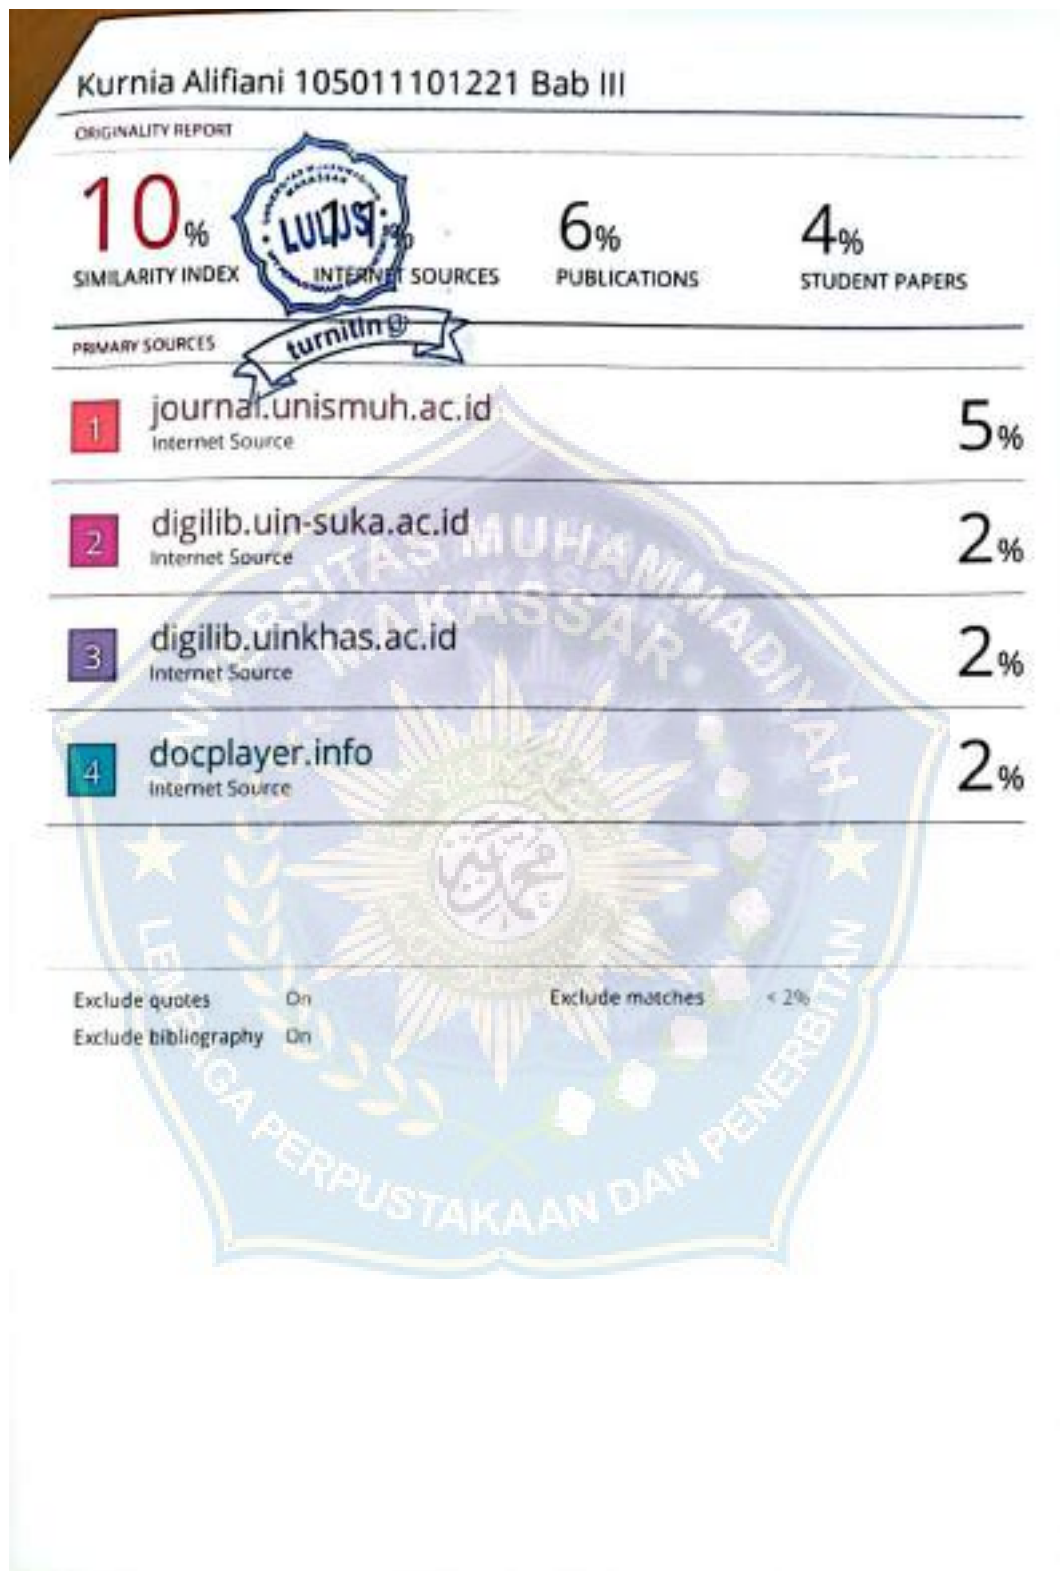 Kurnia Alifiani 105011101221 Bab III
ORIGINALITY REPORT
10%
SIMILARITY INDEX
LULUS
%
INTERNET SOURCES
6%
PUBLICATIONS
4%
STUDENT PAPERS
turnitin
PRIMARY SOURCES
1
journal.unismuh.ac.id
Internet Source
5%
2
digilib.uin-suka.ac.id
Internet Source
2%
3
digilib.uinkhas.ac.id
Internet Source
2%
4
docplayer.info
Internet Source
2%
Exclude quotes On
Exclude matches < 2%
Exclude bibliography On
UNIVERSITAS MUHAMMADIYAH
MAKASSAR
LEMBAGA PERPUSTAKAAN DAN PENERBITAN